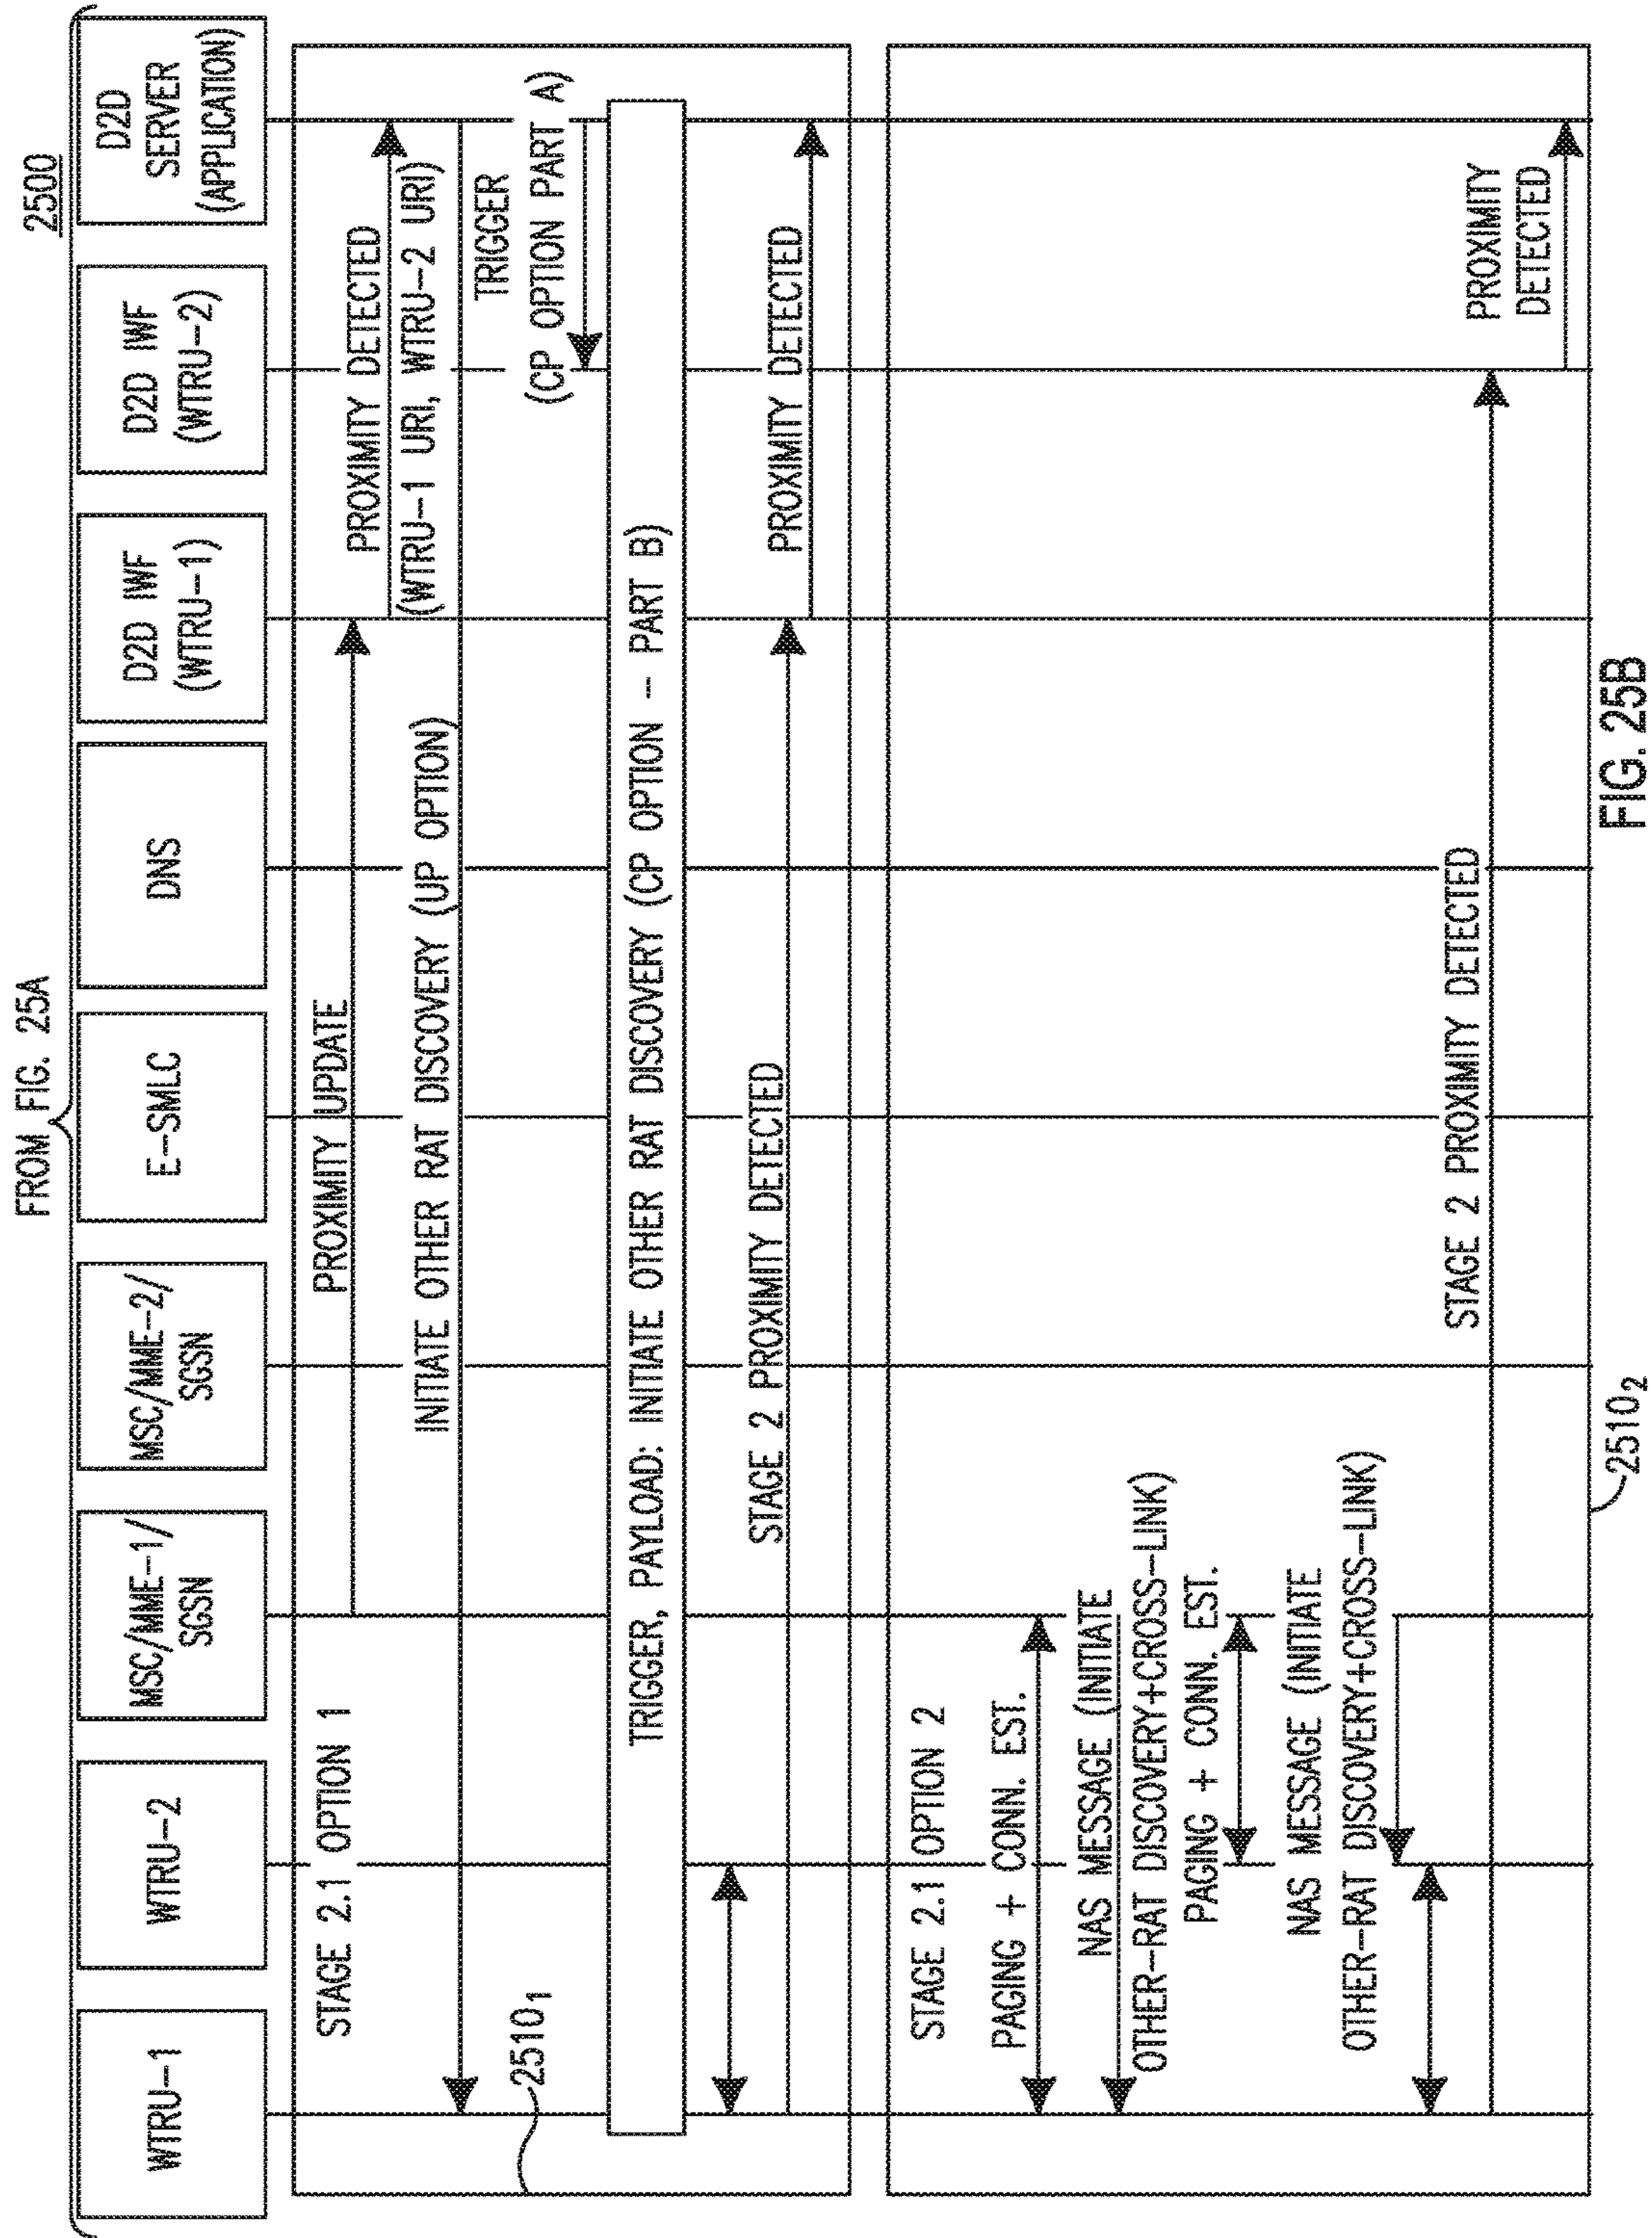 2500
FROM FIG. 25A
WTRU-1
WTRU-2
MSC/MME-1/
SGSN
MSC/MME-2/
SGSN
E-SMLC
DNS
D2D IWF
(WTRU-1)
D2D IWF
(WTRU-2)
D2D
SERVER
(APPLICATION)
STAGE 2.1 OPTION 1
PROXIMITY UPDATE
PROXIMITY DETECTED
(WTRU-1 URI, WTRU-2 URI)
INITIATE OTHER RAT DISCOVERY (UP OPTION)
TRIGGER
(CP OPTION PART A)
2510₁
TRIGGER, PAYLOAD: INITIATE OTHER RAT DISCOVERY (CP OPTION -- PART B)
STAGE 2 PROXIMITY DETECTED
PROXIMITY DETECTED
STAGE 2.1 OPTION 2
PAGING + CONN. EST.
NAS MESSAGE (INITIATE
OTHER-RAT DISCOVERY+CROSS-LINK)
PAGING + CONN. EST.
NAS MESSAGE (INITIATE
OTHER-RAT DISCOVERY+CROSS-LINK)
STAGE 2 PROXIMITY DETECTED
PROXIMITY
DETECTED
2510₂
FIG. 25B